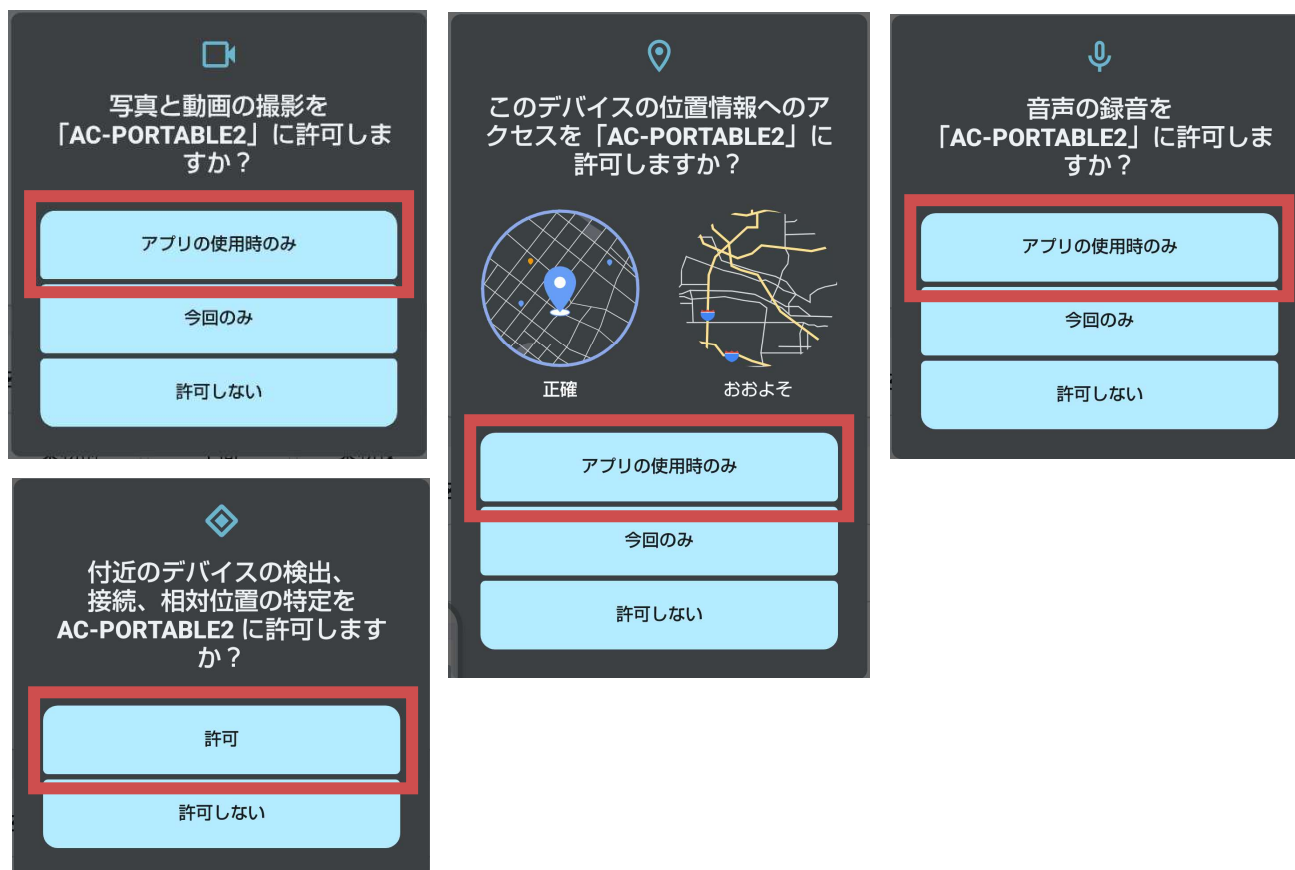 写真と動画の撮影を
「AC-PORTABLE2」に許可しま
すか？
アプリの使用時のみ
今回のみ
許可しない
このデバイスの位置情報へのア
クセスを「AC-PORTABLE2」に
許可しますか？
正確
おおよそ
アプリの使用時のみ
今回のみ
許可しない
音声の録音を
「AC-PORTABLE2」に許可しま
すか？
アプリの使用時のみ
今回のみ
許可しない
付近のデバイスの検出、
接続、相対位置の特定を
AC-PORTABLE2 に許可します
か？
許可
許可しない